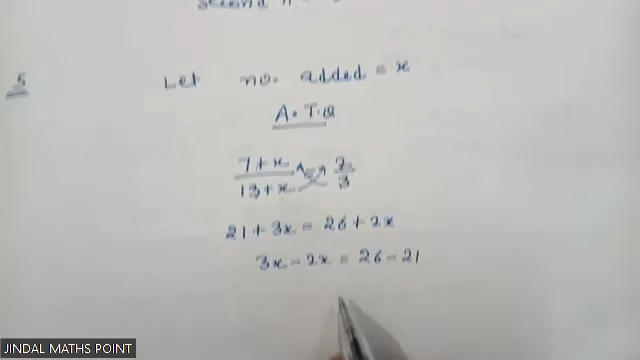 5
Let no. added = x
A.T.Q
7+x/13+x = 2/3
21+3x = 26+2x
3x-2x = 26-21
JINDAL MATHS POINT